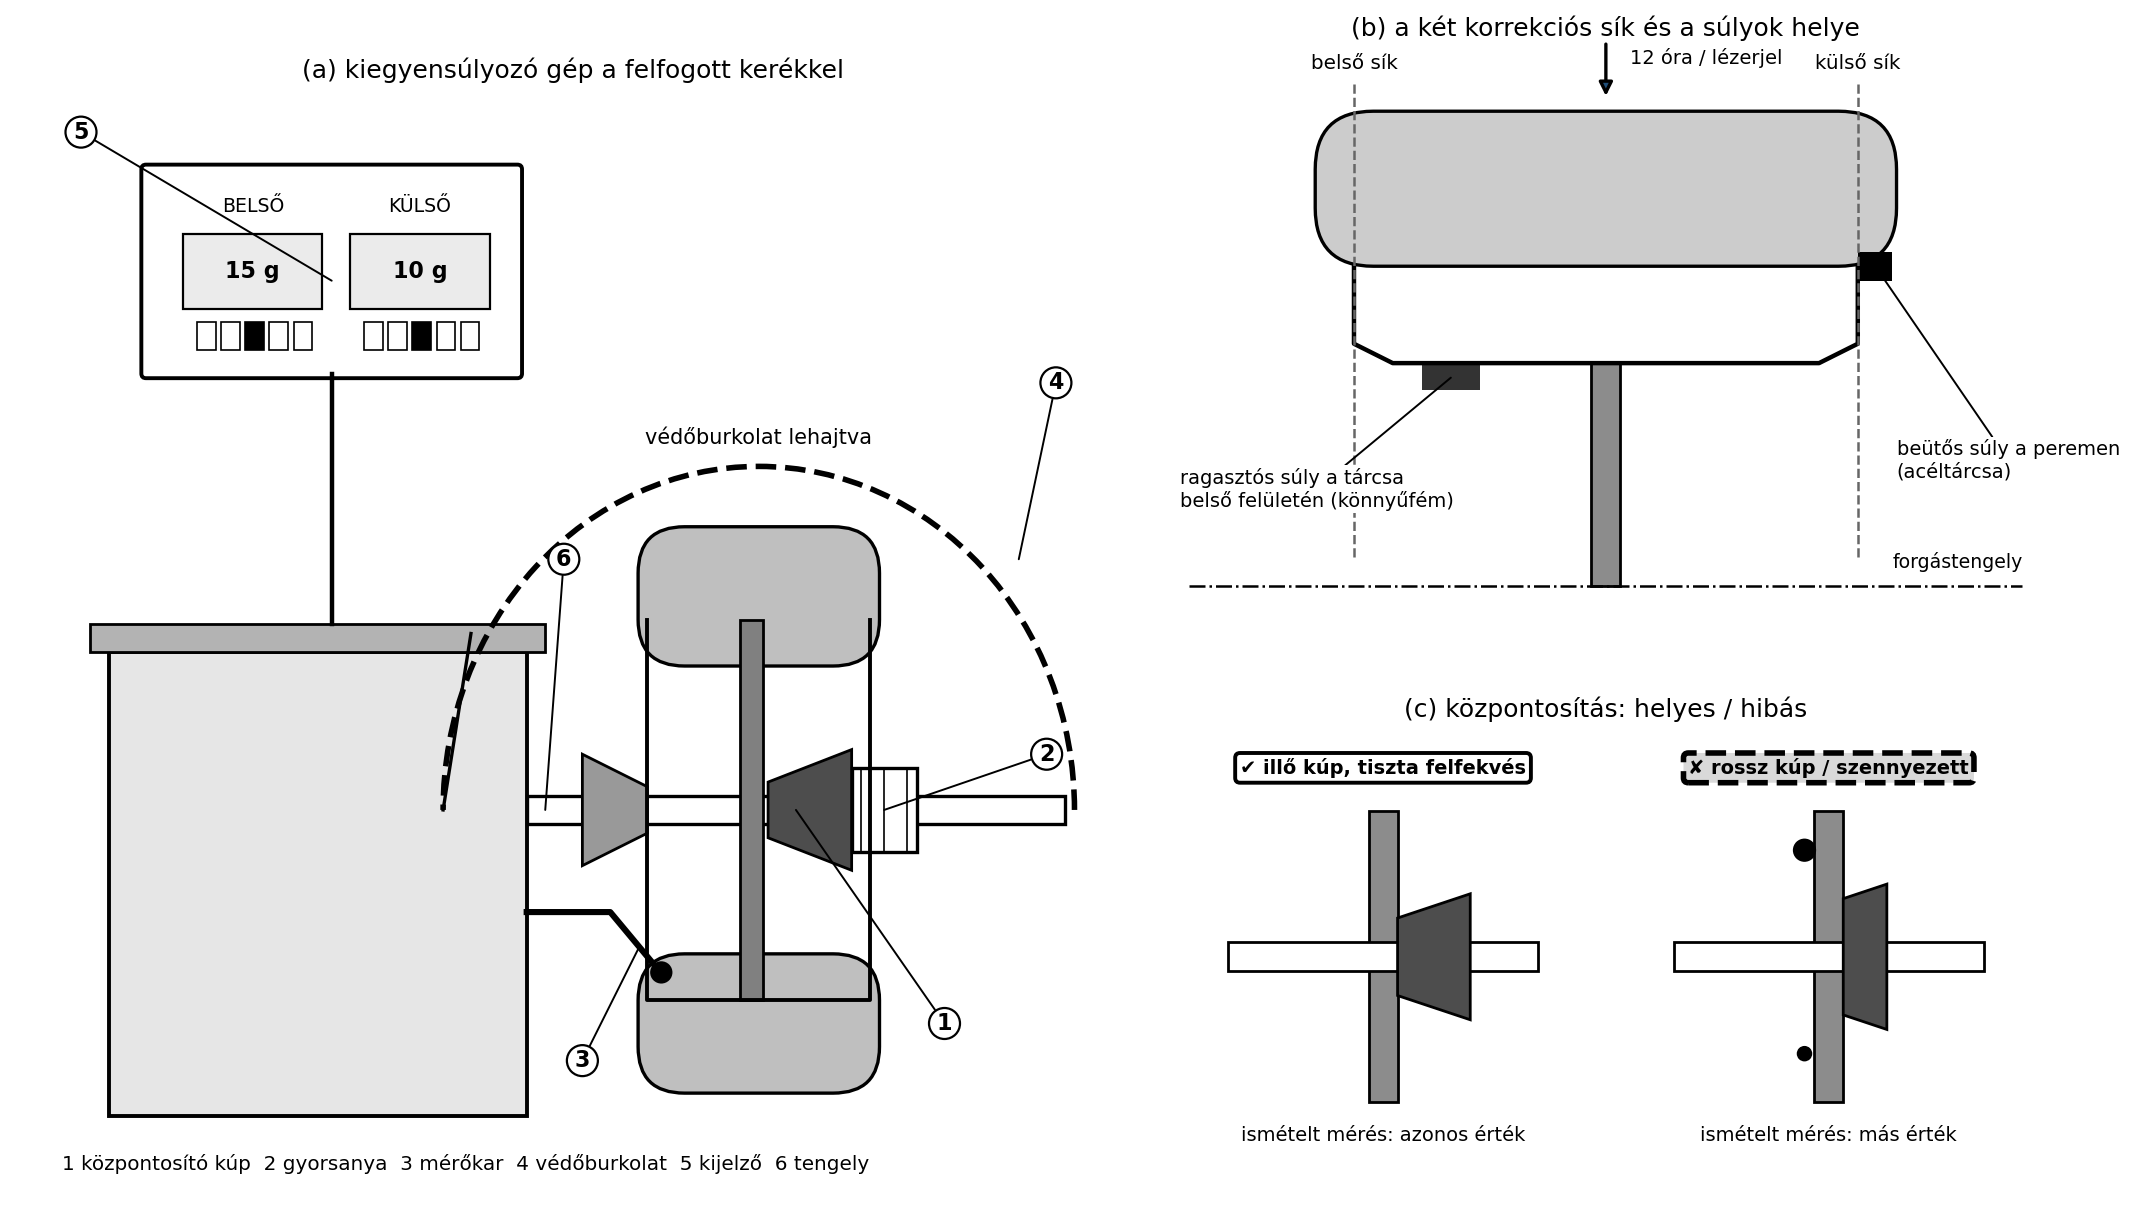 (a) kiegyensúlyozó gép a felfogott kerékkel
5
BELSŐ
KÜLSŐ
15 g
10 g
4
védőburkolat lehajtva
6
2
1
3
1 központosító kúp  2 gyorsanya  3 mérőkar  4 védőburkolat  5 kijelző  6 tengely
(b) a két korrekciós sík és a súlyok helye
belső sík
12 óra / lézerjel
külső sík
beütős súly a peremen
(acéltárcsa)
ragasztós súly a tárcsa
belső felületén (könnyűfém)
forgástengely
(c) központosítás: helyes / hibás
✔ illő kúp, tiszta felfekvés
✘ rossz kúp / szennyezett
ismételt mérés: azonos érték
ismételt mérés: más érték